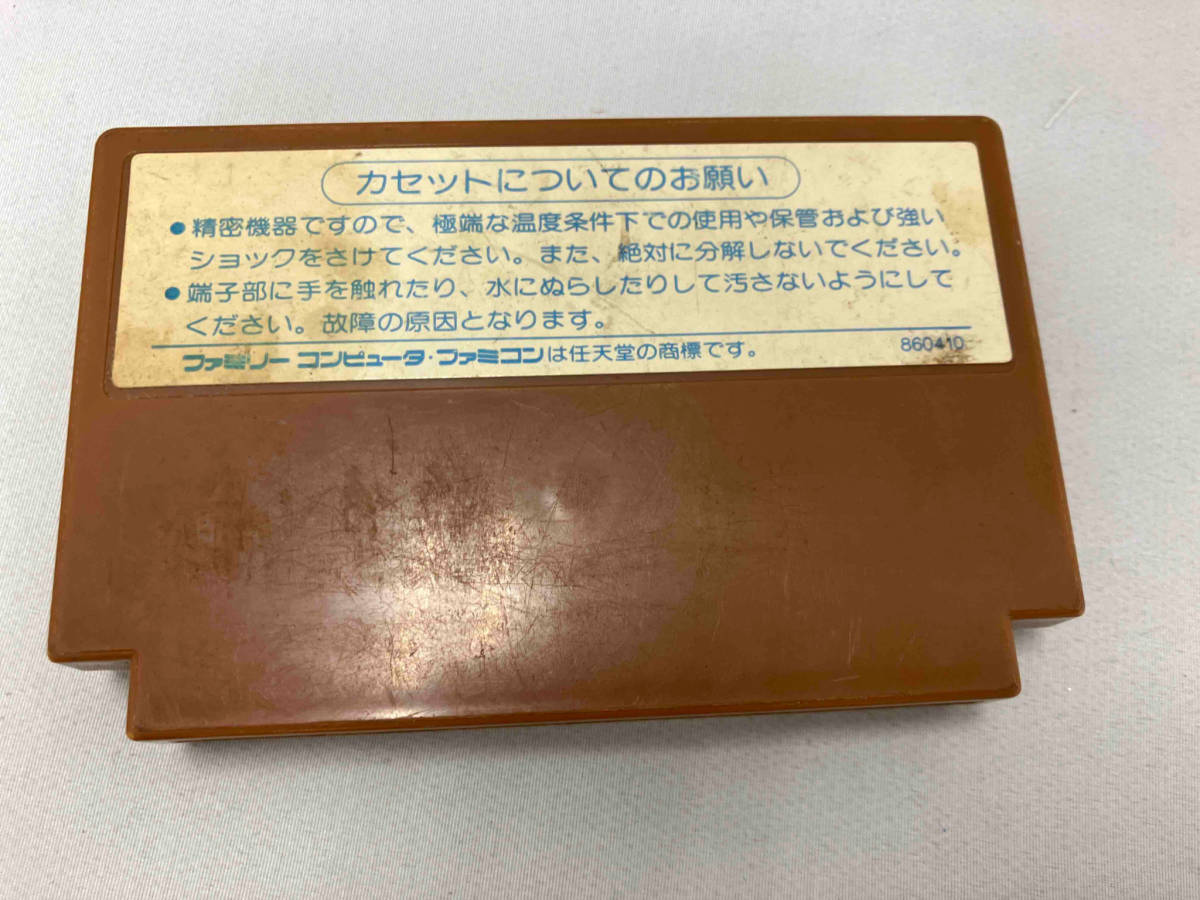 カセットについてのお願い
●精密機器ですので、極端な温度条件下での使用や保管および強い
ショックをさけてください。また、絶対に分解しないでください。
●端子部に手を触れたり、水にぬらしたりして汚さないようにして
ください。故障の原因となります。
ファミリーコンピュータ・ファミコンは任天堂の商標です。
860410